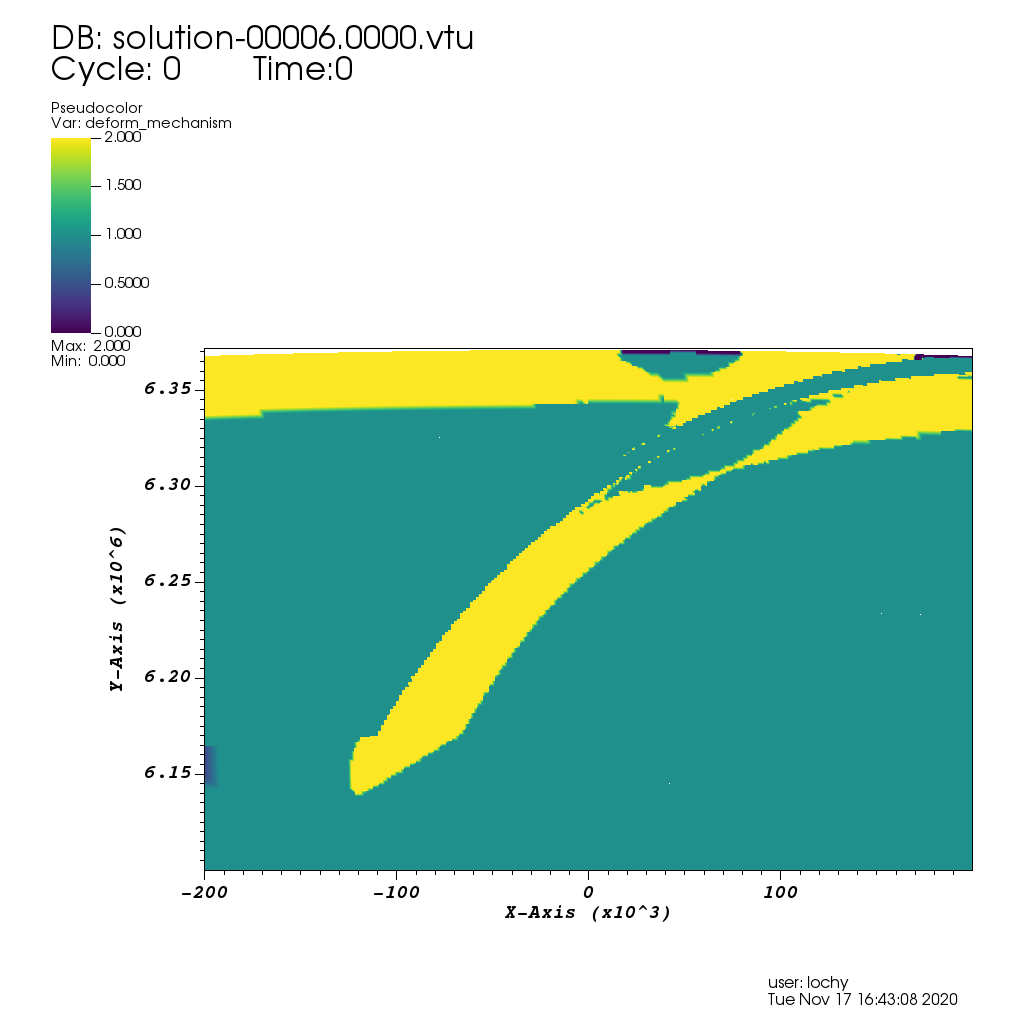 DB: solution-00006.0000.vtu
Cycle: 0 Time:0
Pseudocolor
Var: deform_mechanism
2.000
1.500
1.000
0.5000
0.000
Max: 2.000
Min: 0.000
6.35
6.30
6.25
6.20
6.15
Y-Axis (x10^6)
-200
-100
0
100
X-Axis (x10^3)
user: lochy
Tue Nov 17 16:43:08 2020